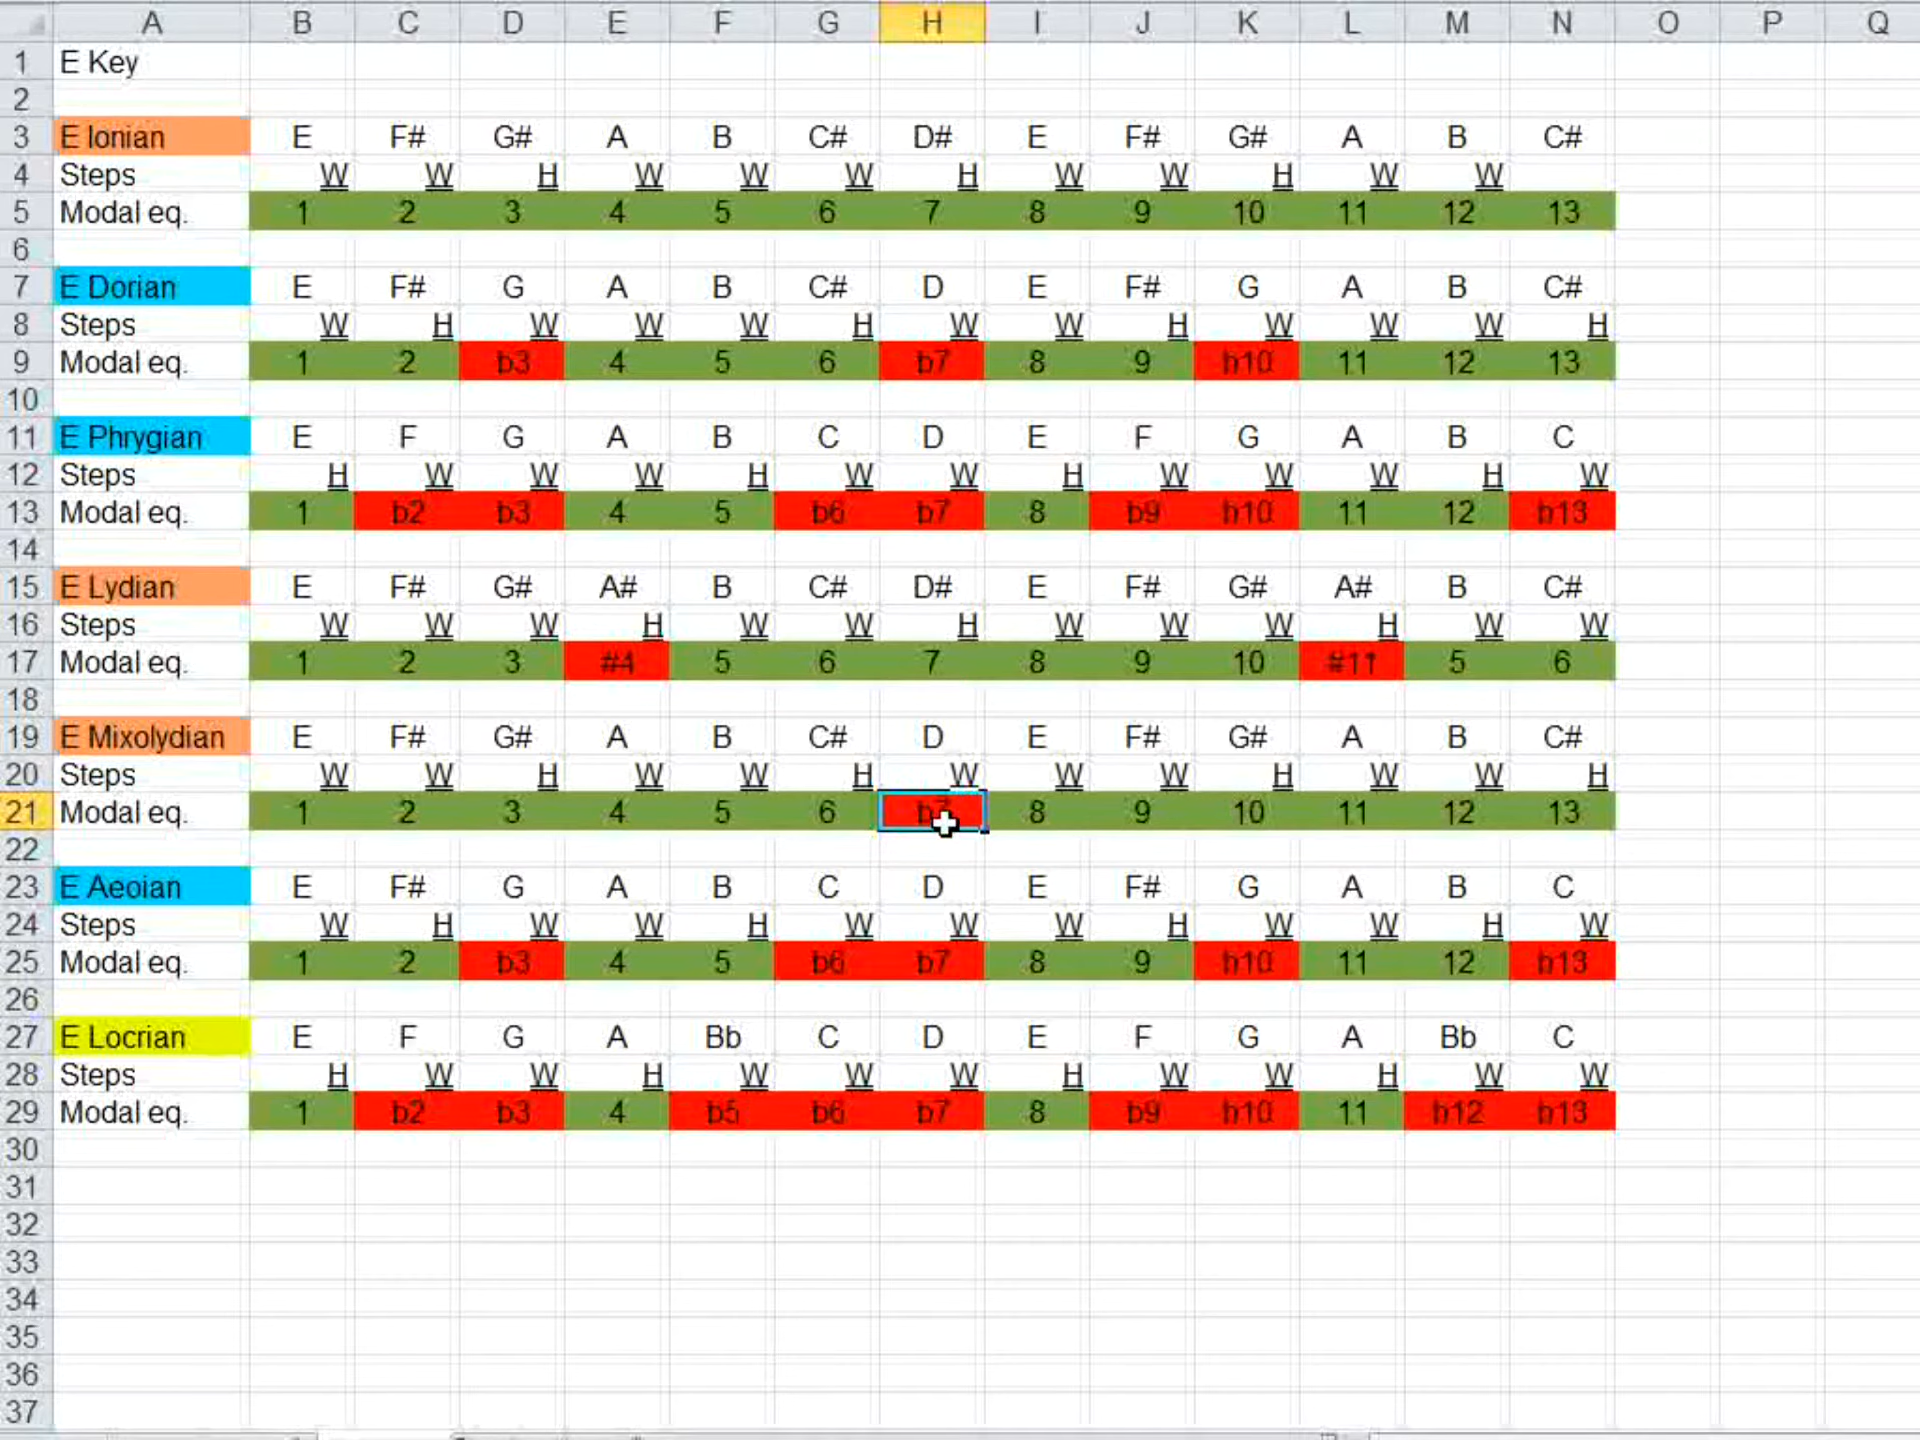 A B C D E F G H I J K L M N O P Q
1 E Key
2
3 E Ionian E F# G# A B C# D# E F# G# A B C#
4 Steps W W H W W W H W W H W W
5 Modal eq. 1 2 3 4 5 6 7 8 9 10 11 12 13
6
7 E Dorian E F# G A B C# D E F# G A B C#
8 Steps W H W W W H W W H W W W H
9 Modal eq. 1 2 b3 4 5 6 b7 8 9 b10 11 12 13
10
11 E Phrygian E F G A B C D E F G A B C
12 Steps H W W W H W W H W W W H W
13 Modal eq. 1 b2 b3 4 5 b6 b7 8 b9 b10 11 12 b13
14
15 E Lydian E F# G# A# B C# D# E F# G# A# B C#
16 Steps W W W H W W H W W W H W W
17 Modal eq. 1 2 3 #4 5 6 7 8 9 10 #11 5 6
18
19 E Mixolydian E F# G# A B C# D E F# G# A B C#
20 Steps W W H W W H W W W H W W H
21 Modal eq. 1 2 3 4 5 6 b7 8 9 10 11 12 13
22
23 E Aeoian E F# G A B C D E F# G A B C
24 Steps W H W W H W W W H W W H W
25 Modal eq. 1 2 b3 4 5 b6 b7 8 9 b10 11 12 b13
26
27 E Locrian E F G A Bb C D E F G A Bb C
28 Steps H W W H W W W H W W H W W
29 Modal eq. 1 b2 b3 4 b5 b6 b7 8 b9 b10 11 b12 b13
30
31
32
33
34
35
36
37